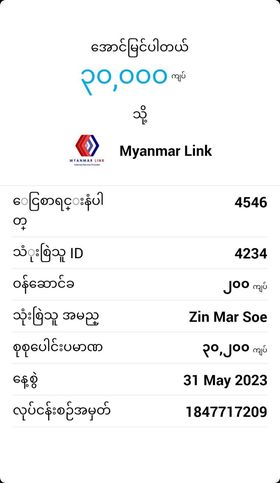 အောင်မြင်ပါတယ်
၃၀,၀၀၀ ကျပ်
သို့
MYANMAR LINK
Myanmar Link
ငြေစာရင်းနံပါတ် 4546
သုံးစြဲသူ ID 4234
ဝန်ဆောင်ခ ၂၀၀ ကျပ်
သုံးစြဲသူ အမည် Zin Mar Soe
စုစုပေါင်းပမာဏ ၃၀,၂၀၀ ကျပ်
နေ့စွဲ 31 May 2023
လုပ်ငန်းစဉ်အမှတ် 1847717209